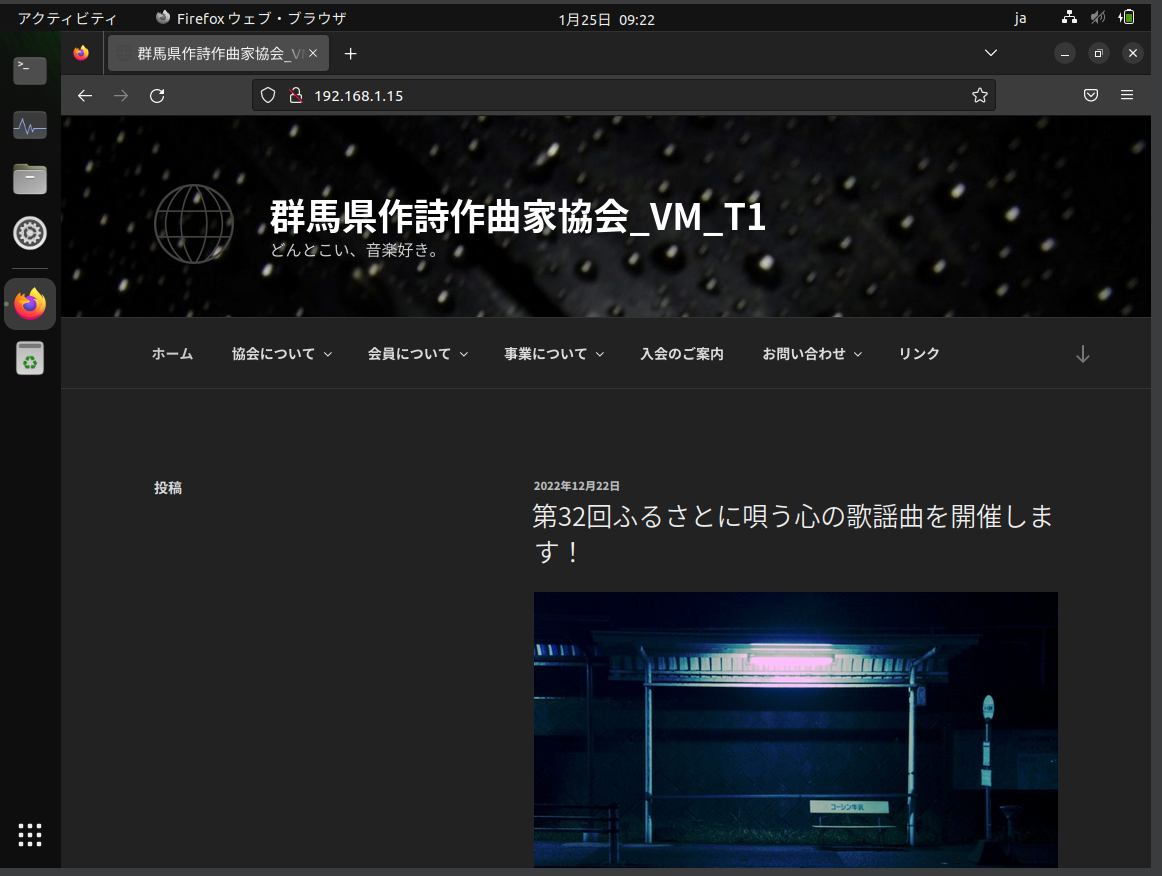 アクティビティ
Firefox ウェブ・ブラウザ
1月25日 09:22
ja
群馬県作詩作曲家協会_V
192.168.1.15
群馬県作詩作曲家協会_VM_T1
どんとこい、音楽好き。
ホーム
協会について
会員について
事業について
入会のご案内
お問い合わせ
リンク
投稿
2022年12月22日
第32回ふるさとに唄う心の歌謡曲を開催しま
す！
コーシン牛乳